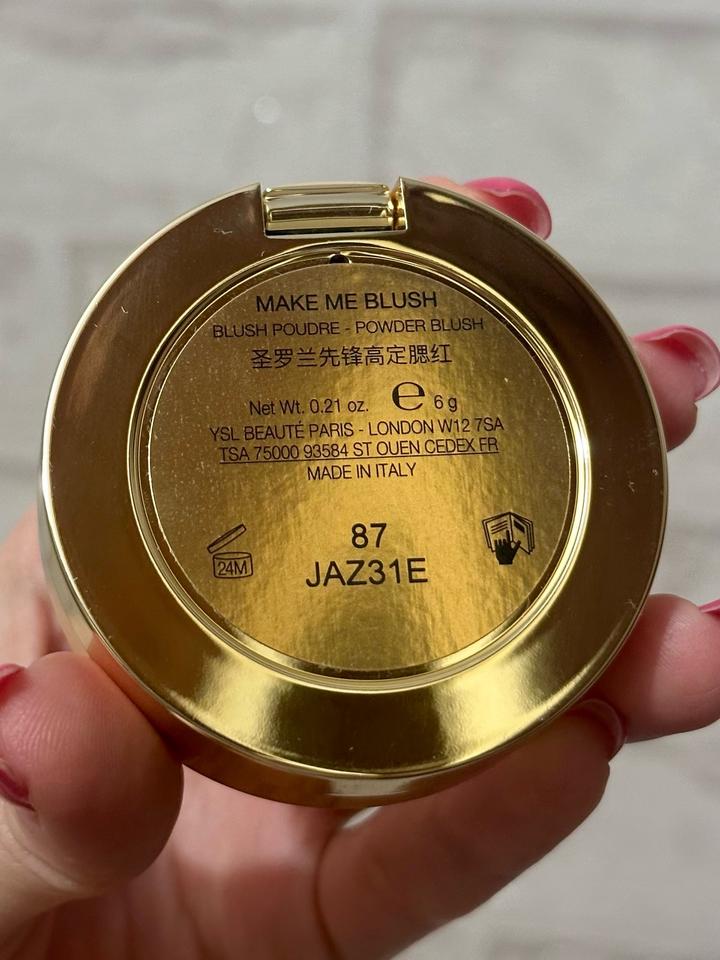 MAKE ME BLUSH
BLUSH POUDRE - POWDER BLUSH
圣罗兰先锋高定腮红
Net Wt. 0.21 oz. ℮ 6 g
YSL BEAUTÉ PARIS - LONDON W12 7SA
TSA 75000 93584 ST OUEN CEDEX FR
MADE IN ITALY
24M
87
JAZ31E